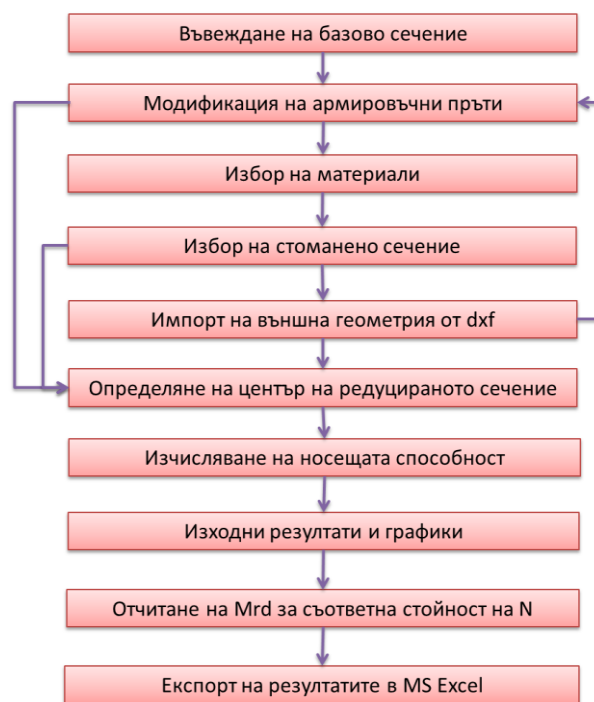 Въвеждане на базово сечение
Модификация на армировъчни пръти
Избор на материали
Избор на стоманено сечение
Импорт на външна геометрия от dxf
Определяне на център на редуцираното сечение
Изчисляване на носещата способност
Изходни резултати и графики
Отчитане на Mrd за съответна стойност на N
Експорт на резултатите в MS Excel